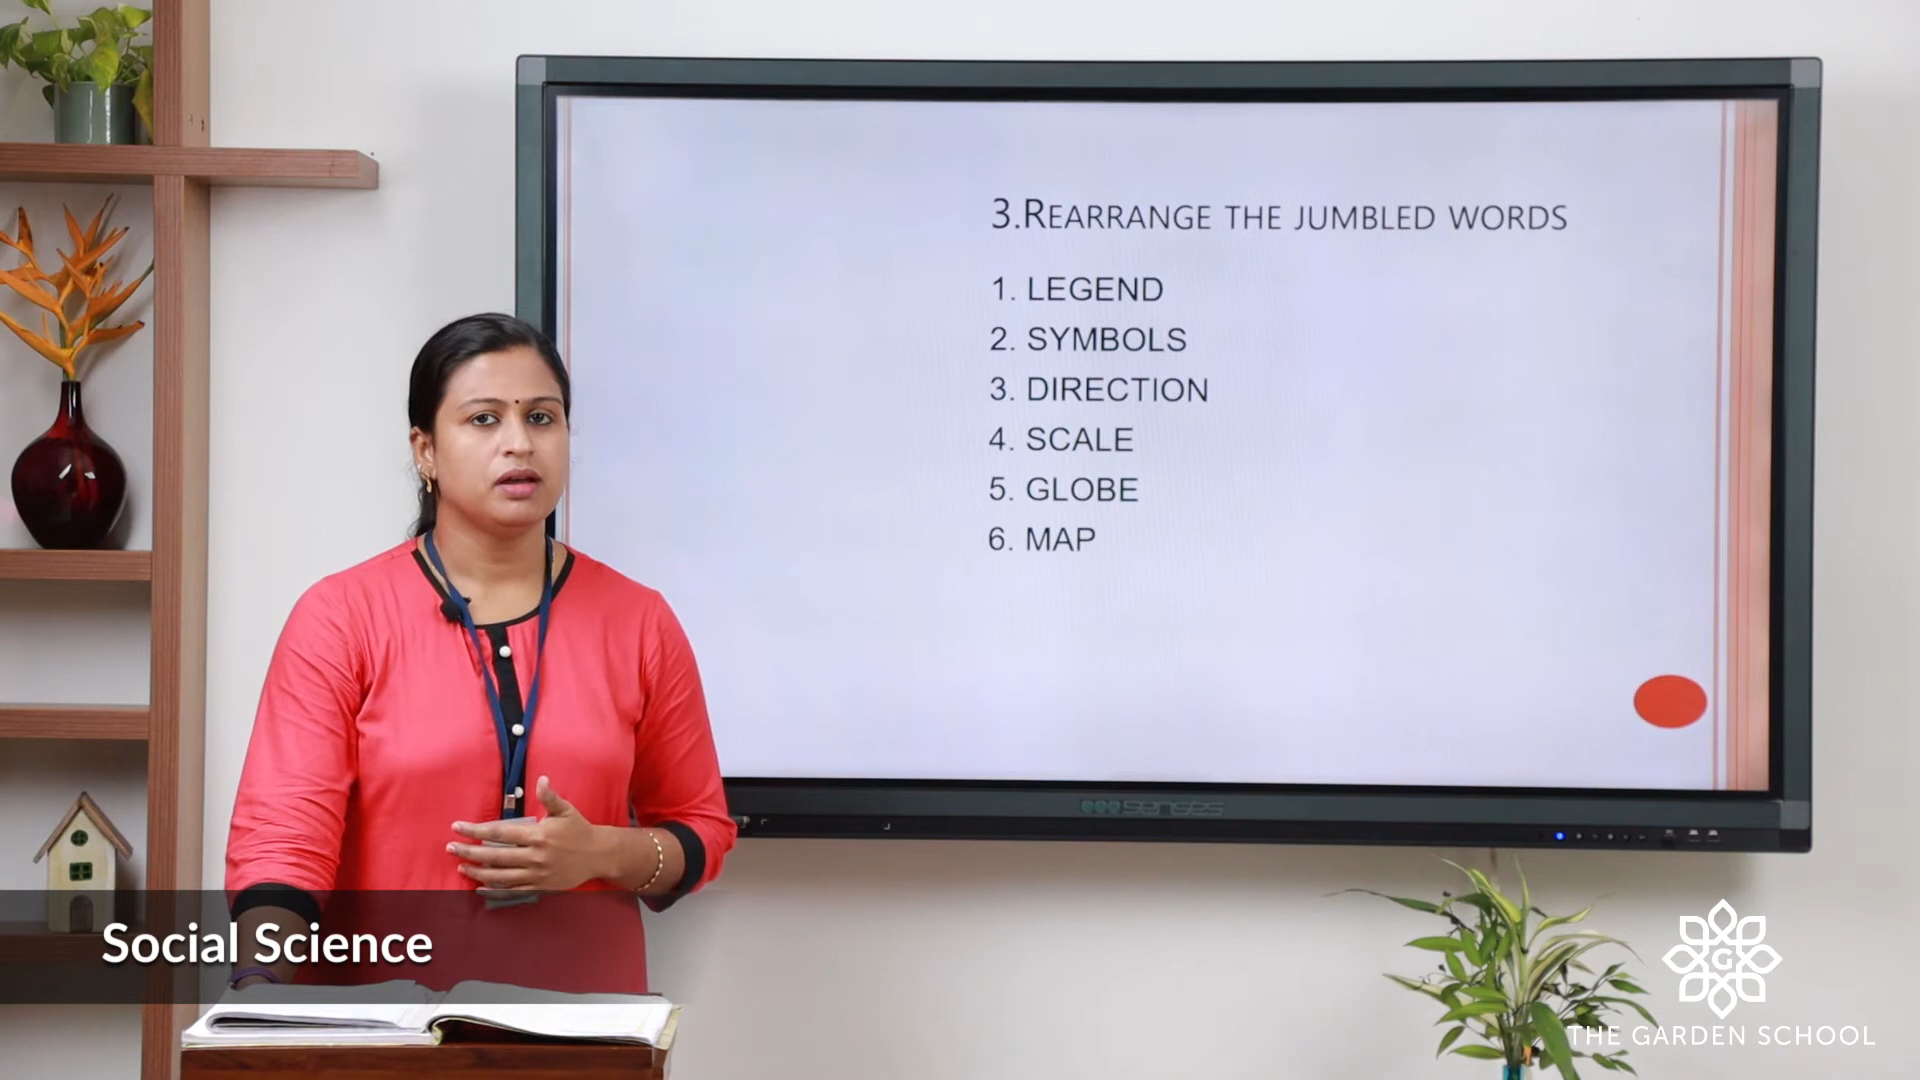 3.REARRANGE THE JUMBLED WORDS
1. LEGEND
2. SYMBOLS
3. DIRECTION
4. SCALE
5. GLOBE
6. MAP
senses
Social Science
G
THE GARDEN SCHOOL